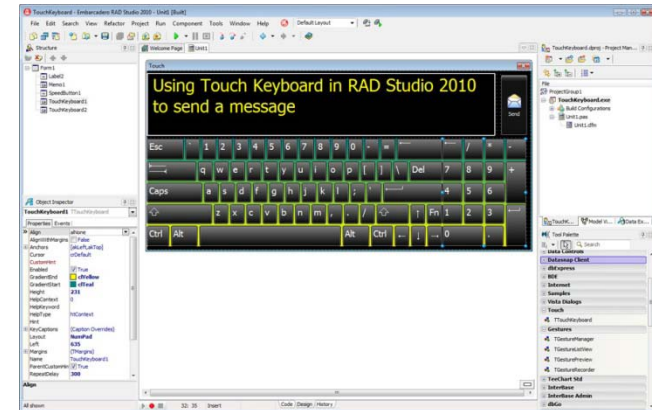 TouchKeyboard - Embarcadero RAD Studio 2010 - Unit1 [Built]
File Edit Search View Refactor Project Run Component Tools Window Help Default Layout
Structure
Welcome Page Unit1
Form1
Label2
Memo1
SpeedButton1
TouchKeyboard1
TouchKeyboard2
Touch
Using Touch Keyboard in RAD Studio 2010
to send a message
Send
Esc ` 1 2 3 4 5 6 7 8 9 0 - = / * -
q w e r t y u i o p [ ] \ Del 7 8 9 +
Caps a s d f g h j k l ; ' 4 5 6
z x c v b n m , . / Fn 1 2 3
Ctrl Alt Alt Ctrl 0 .
Object Inspector
TouchKeyboard1 TTouchKeyboard
Properties Events
Align alNone
AlignWithMargins False
Anchors [akLeft,akTop]
Cursor crDefault
CustomHint
Enabled True
GradientEnd clYellow
GradientStart clTeal
Height 231
HelpContext 0
HelpKeyword
HelpType htContext
Hint
KeyCaptions (Caption Overrides)
Layout NumPad
Left 635
Margins (TMargins)
Name TouchKeyboard1
ParentCustomHin True
RepeatDelay 300
Align
All shown
32: 35 Insert
Code Design History
TouchKeyboard.dproj - Project Man...
File
ProjectGroup1
TouchKeyboard.exe
Build Configurations
Unit1.pas
Unit1.dfm
TouchK... Model V... Data Ex...
Tool Palette
Search
Data Controls
Datasnap Client
dbExpress
BDE
Internet
Samples
Vista Dialogs
Touch
TTouchKeyboard
Gestures
TGestureManager
TGestureListView
TGesturePreview
TGestureRecorder
TeeChart Std
InterBase
InterBase Admin
dbGo